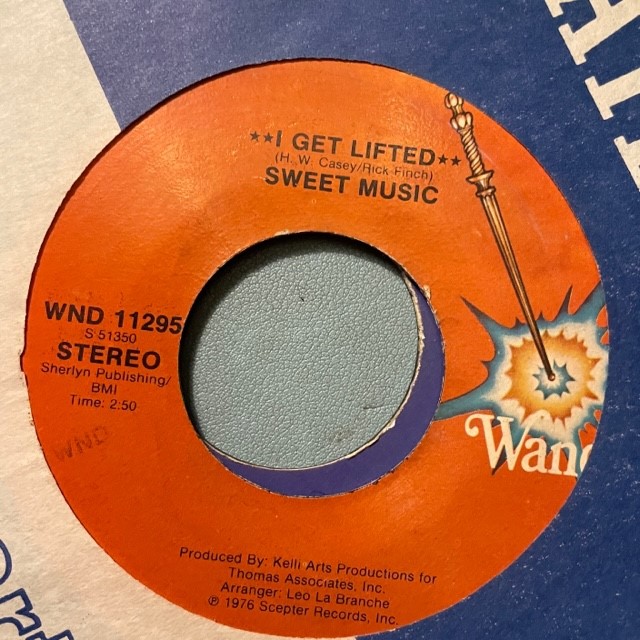 **I GET LIFTED**
(H. W. Casey/Rick Finch)
SWEET MUSIC
WND 11295
S 51350
STEREO
Sherlyn Publishing/
BMI
Time: 2:50
WND
Wand
Produced By: Kelli Arts Productions for
Thomas Associates, Inc.
Arranger: Leo La Branche
℗ 1976 Scepter Records, Inc.